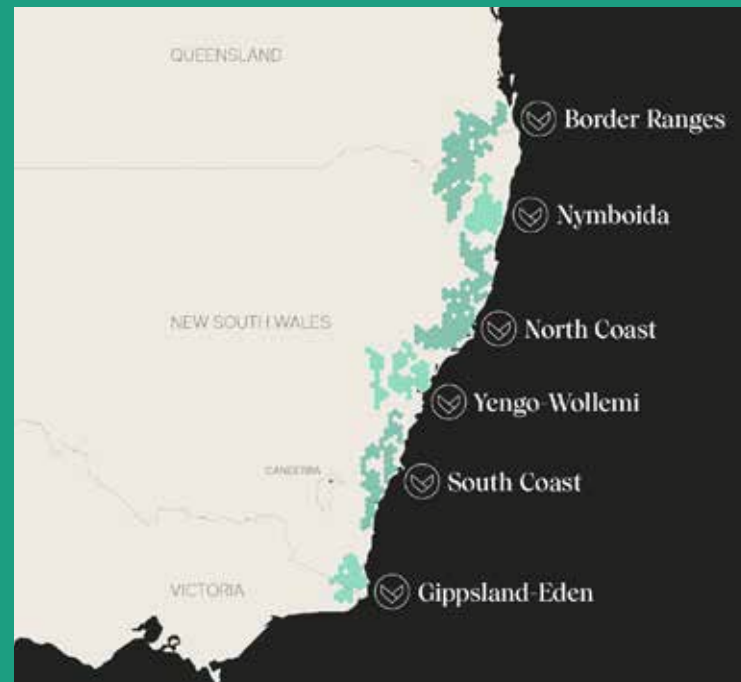 QUEENSLAND
Border Ranges
Nymboida
NEW SOUTH WALES
North Coast
Yengo-Wollemi
CANBERRA
South Coast
VICTORIA
Gippsland-Eden